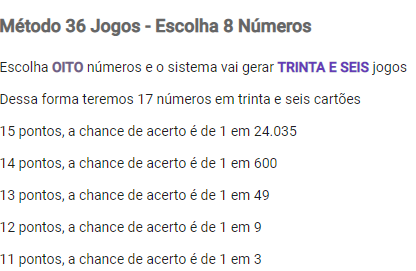 Método 36 Jogos - Escolha 8 Números
Escolha OITO números e o sistema vai gerar TRINTA E SEIS jogos
Dessa forma teremos 17 números em trinta e seis cartões
15 pontos, a chance de acerto é de 1 em 24.035
14 pontos, a chance de acerto é de 1 em 600
13 pontos, a chance de acerto é de 1 em 49
12 pontos, a chance de acerto é de 1 em 9
11 pontos, a chance de acerto é de 1 em 3